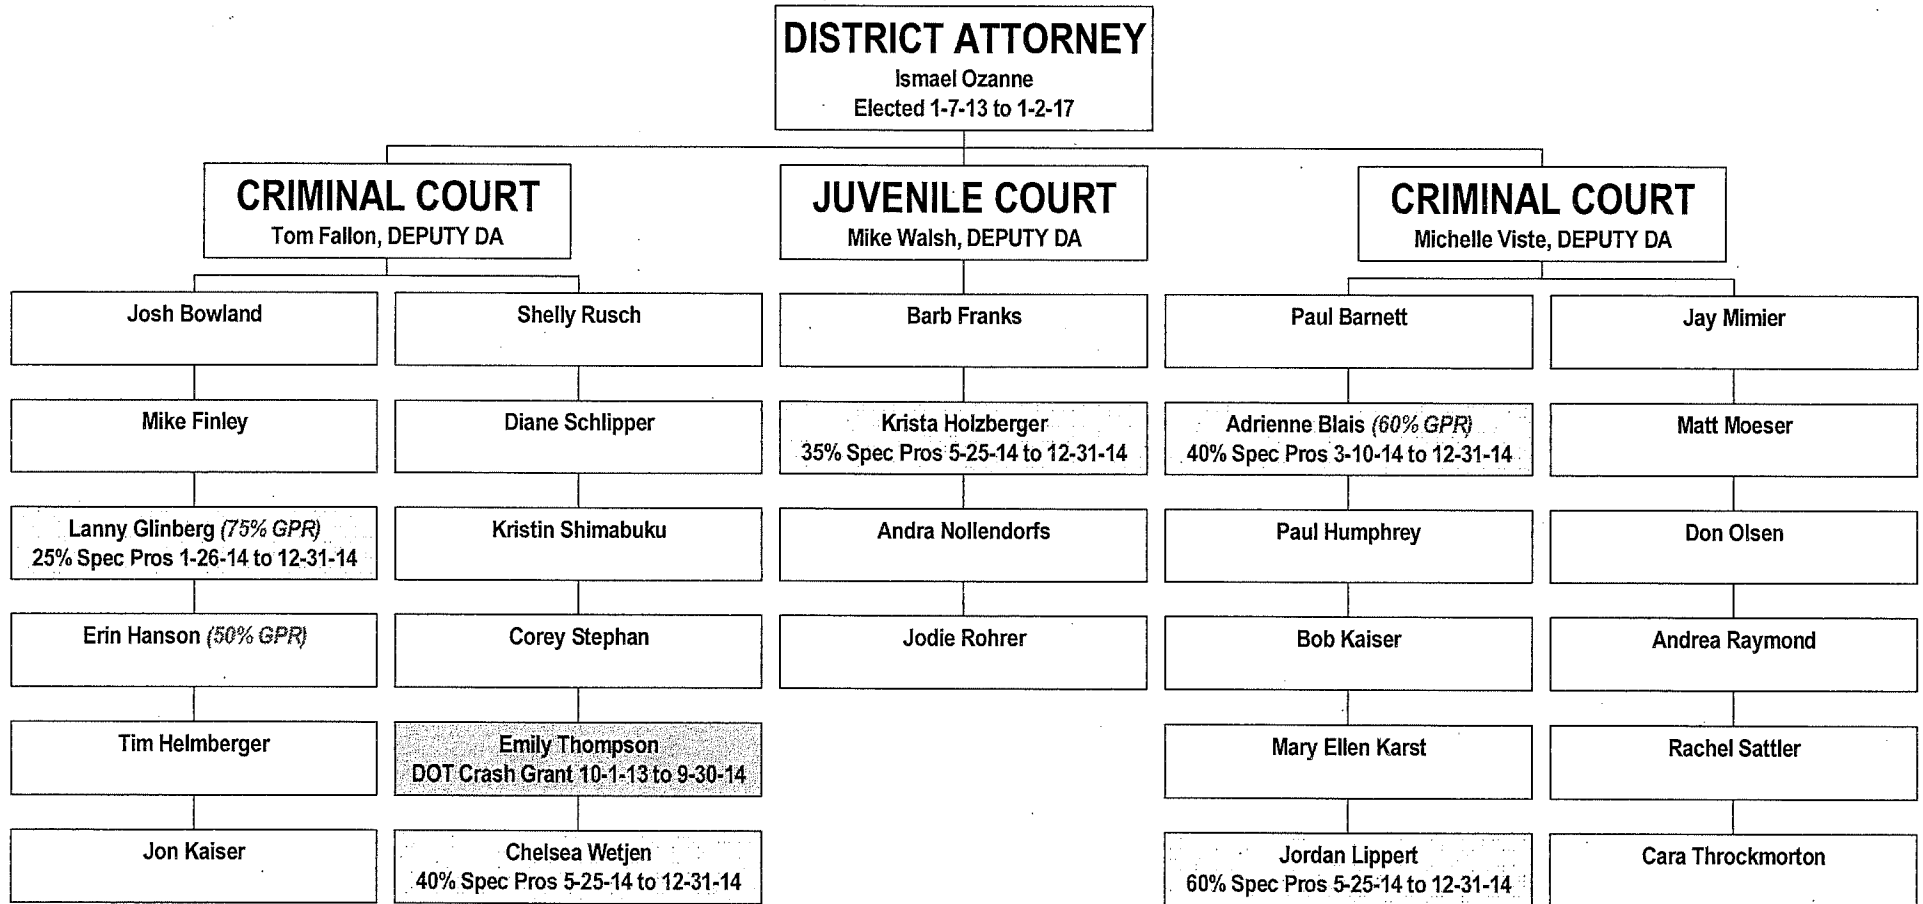 DISTRICT ATTORNEY
Ismael Ozanne
Elected 1-7-13 to 1-2-17
CRIMINAL COURT
Tom Fallon, DEPUTY DA
JUVENILE COURT
Mike Walsh, DEPUTY DA
CRIMINAL COURT
Michelle Viste, DEPUTY DA
Josh Bowland
Mike Finley
Lanny Glinberg (75% GPR)
25% Spec Pros 1-26-14 to 12-31-14
Erin Hanson (50% GPR)
Tim Helmberger
Jon Kaiser
Shelly Rusch
Diane Schlipper
Kristin Shimabuku
Corey Stephan
Emily Thompson
DOT Crash Grant 10-1-13 to 9-30-14
Chelsea Wetjen
40% Spec Pros 5-25-14 to 12-31-14
Barb Franks
Krista Holzberger
35% Spec Pros 5-25-14 to 12-31-14
Andra Nollendorfs
Jodie Rohrer
Paul Barnett
Adrienne Blais (60% GPR)
40% Spec Pros 3-10-14 to 12-31-14
Paul Humphrey
Bob Kaiser
Mary Ellen Karst
Jordan Lippert
60% Spec Pros 5-25-14 to 12-31-14
Jay Mimier
Matt Moeser
Don Olsen
Andrea Raymond
Rachel Sattler
Cara Throckmorton